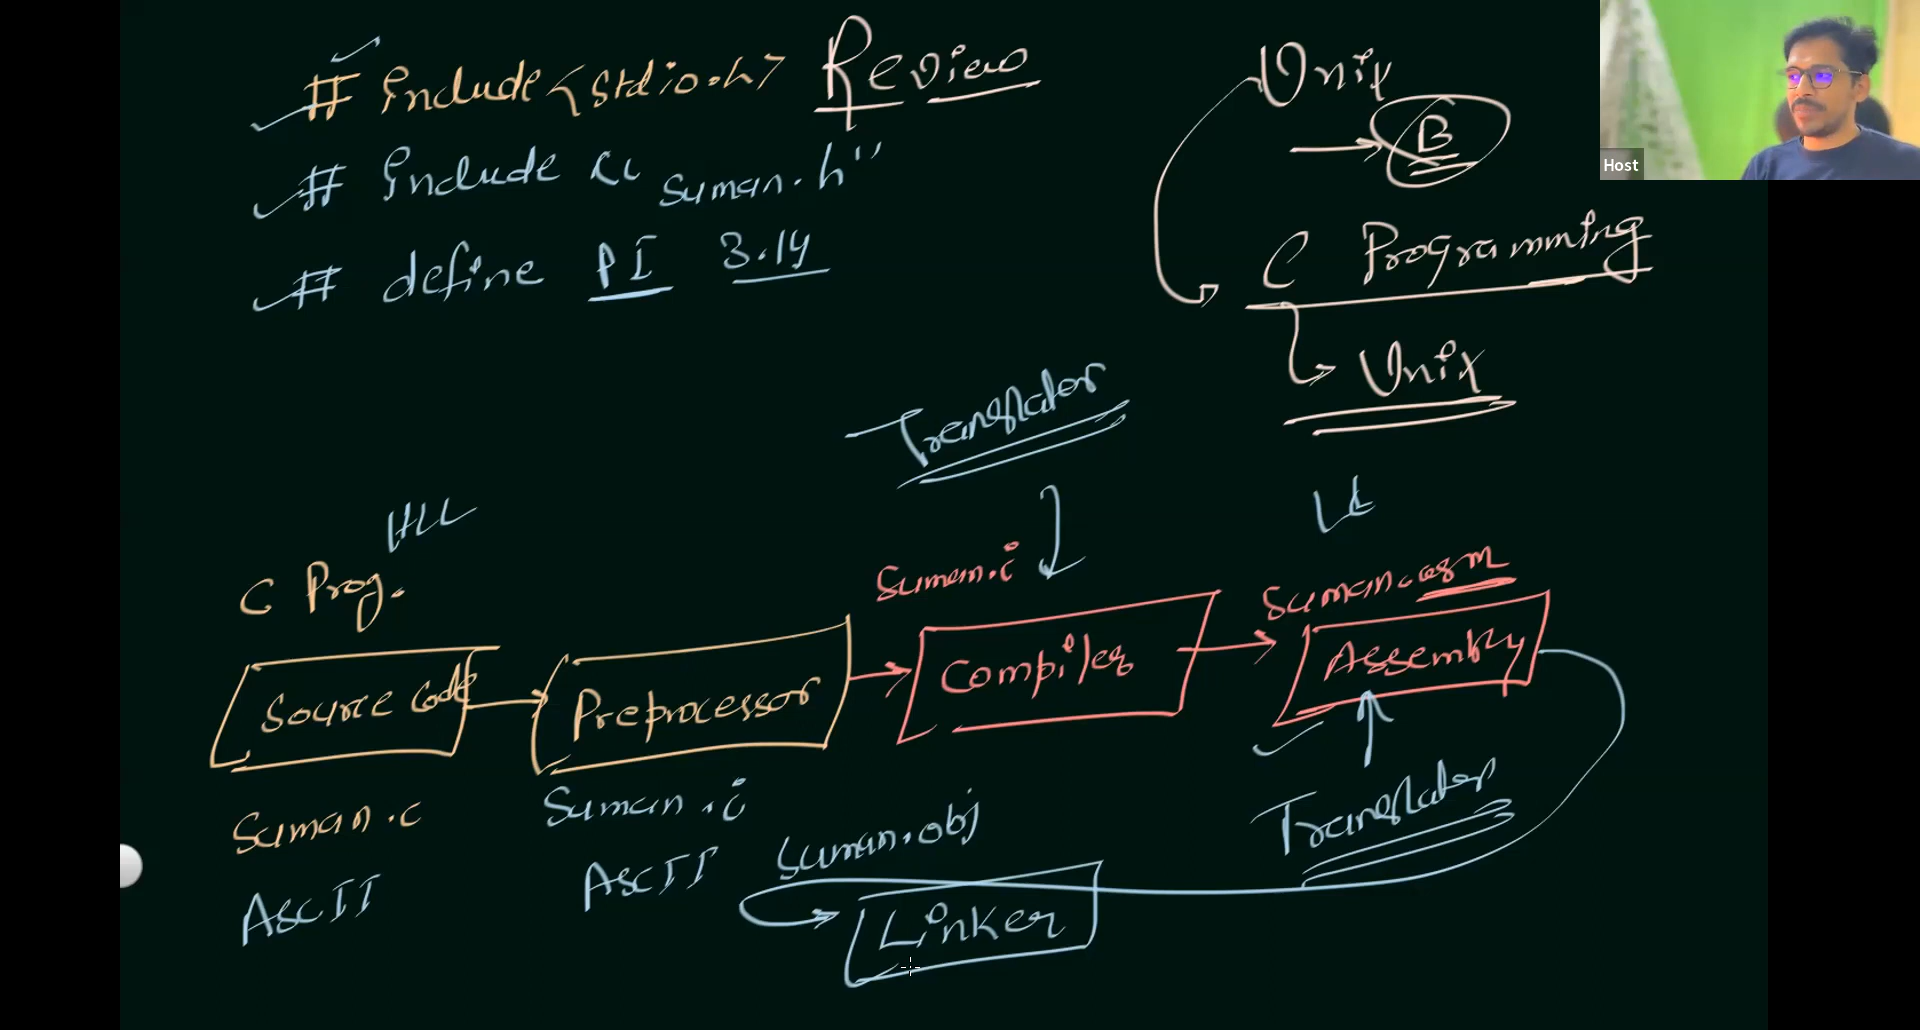 # include <stdio.h> Review
# include " suman.h"
# define PI 3.14
Unix
B
C Programming
Unix
Host
Translator
HLL
C Prog.
Suman.i
Suman.asm
Source Code
Preprocessor
Compiler
Assembly
Suman.c
Suman.i
Translator
ASCII
ASCII
Suman.obj
Linker